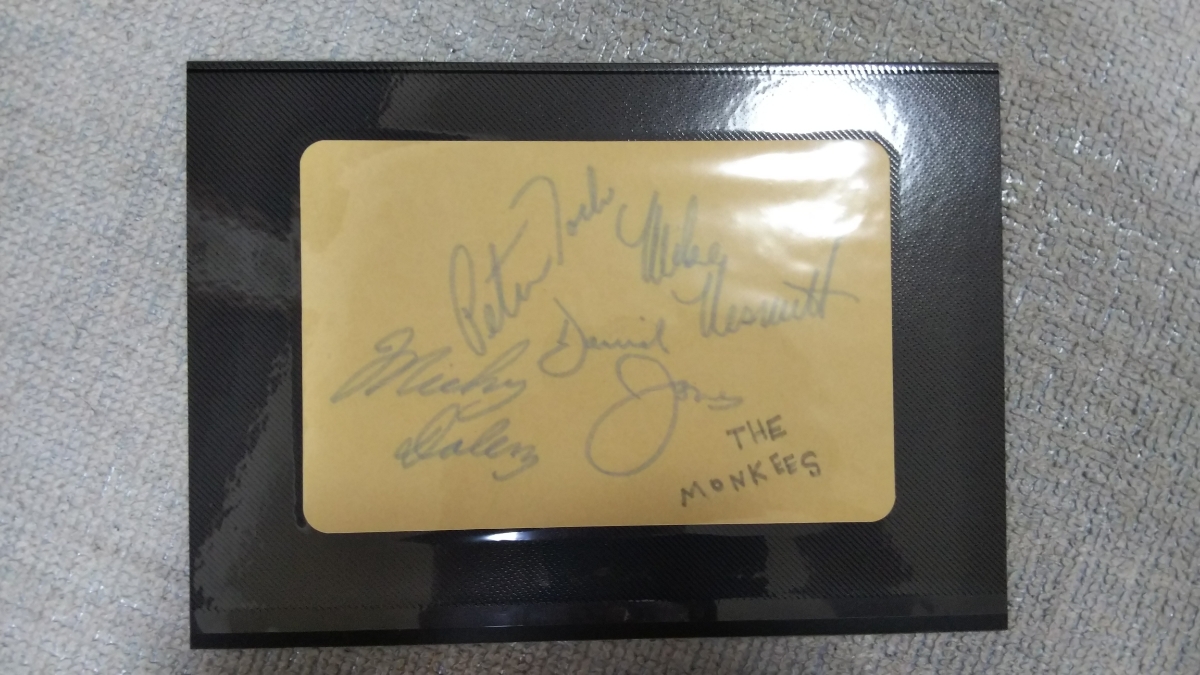 Peter Tork
Mike
Nesmith
David
Jones
Micky
Dolenz
THE
MONKEES